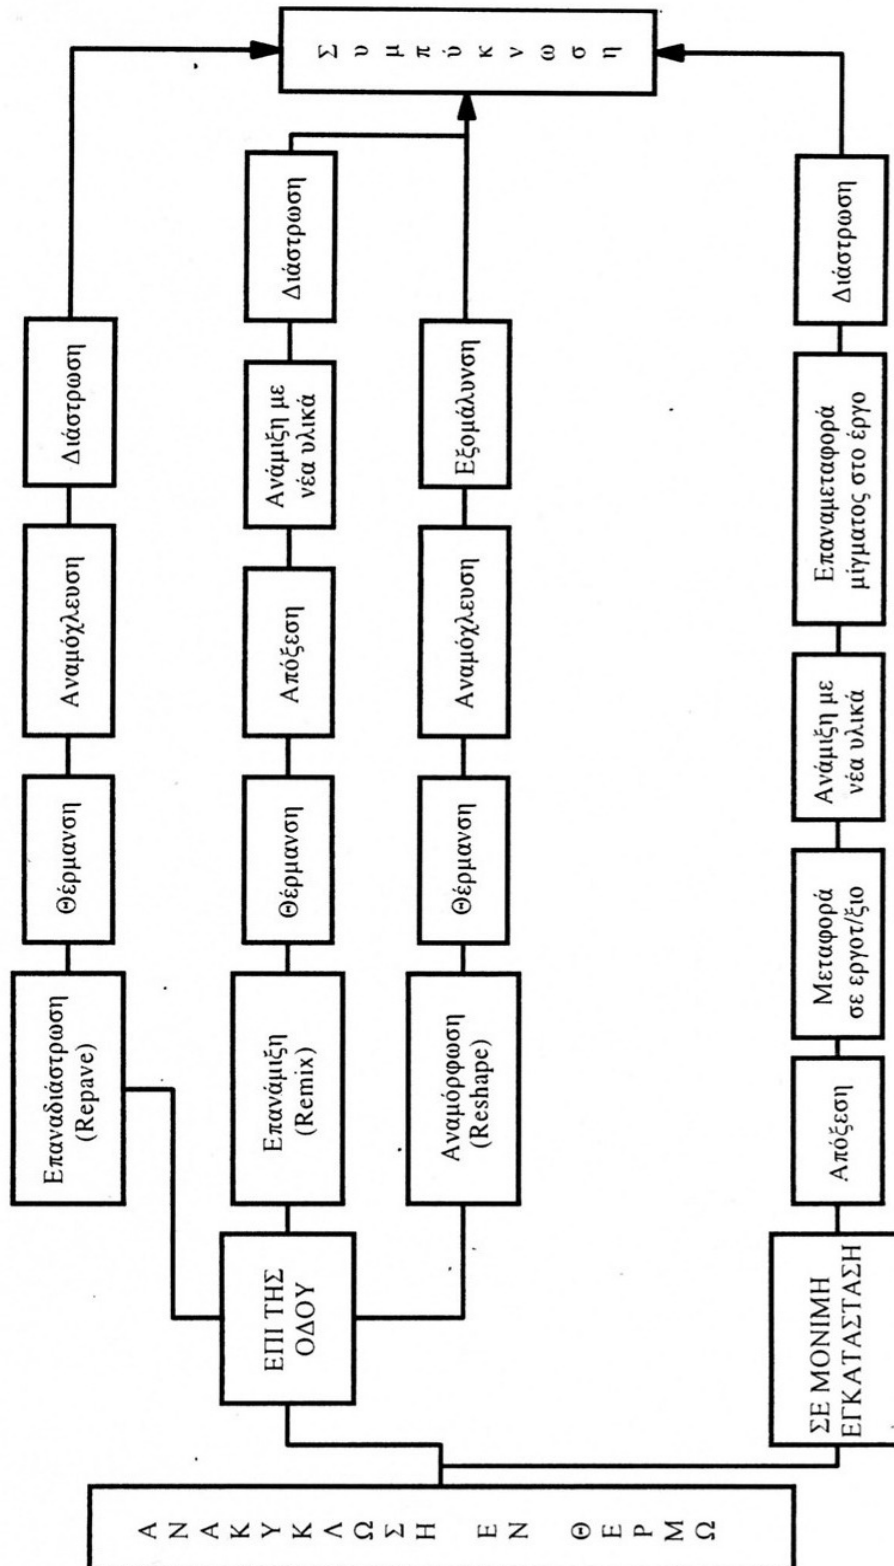 ΑΝΑΚΥΚΛΩΣΗ ΕΝ ΘΕΡΜΩ
ΕΠΙ ΤΗΣ
ΟΔΟΥ
Επαναδιάστρωση
(Repave)
Θέρμανση
Αναμόχλευση
Διάστρωση
Επανάμιξη
(Remix)
Θέρμανση
Απόξεση
Ανάμιξη με
νέα υλικά
Διάστρωση
Αναμόρφωση
(Reshape)
Θέρμανση
Αναμόχλευση
Εξομάλυνση
ΣΕ ΜΟΝΙΜΗ
ΕΓΚΑΤΑΣΤΑΣΗ
Απόξεση
Μεταφορά
σε εργοτ/ξιο
Ανάμιξη με
νέα υλικά
Επαναμεταφορά
μίγματος στο έργο
Διάστρωση
Συμπύκνωση